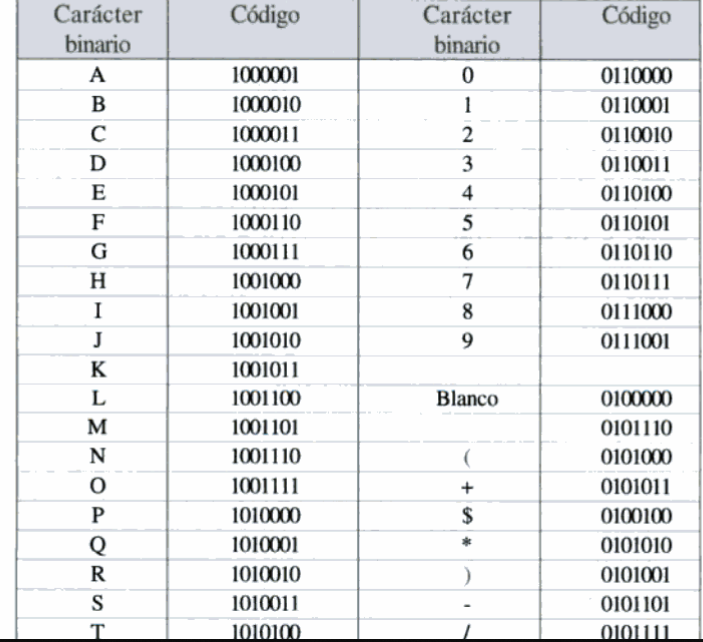 Carácter Código Carácter Código
binario binario
A 1000001 0 0110000
B 1000010 1 0110001
C 1000011 2 0110010
D 1000100 3 0110011
E 1000101 4 0110100
F 1000110 5 0110101
G 1000111 6 0110110
H 1001000 7 0110111
I 1001001 8 0111000
J 1001010 9 0111001
K 1001011
L 1001100 Blanco 0100000
M 1001101 0101110
N 1001110 ( 0101000
O 1001111 + 0101011
P 1010000 $ 0100100
Q 1010001 * 0101010
R 1010010 ) 0101001
S 1010011 - 0101101
T 1010100 / 0101111